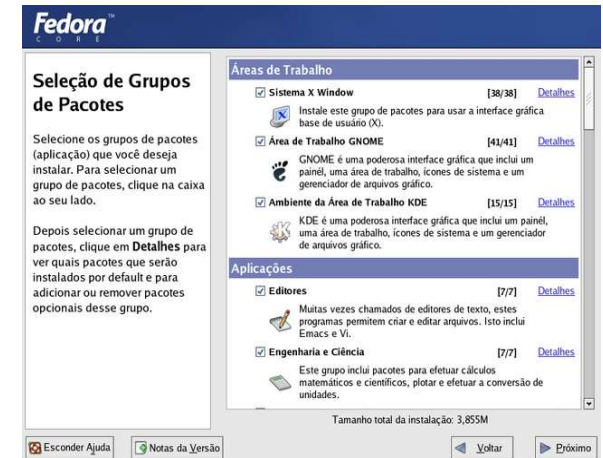 Fedora™
CORE
Seleção de Grupos
de Pacotes
Selecione os grupos de pacotes
(aplicação) que você deseja
instalar. Para selecionar um
grupo de pacotes, clique na caixa
ao seu lado.
Depois selecionar um grupo de
pacotes, clique em Detalhes para
ver quais pacotes que serão
instalados por default e para
adicionar ou remover pacotes
opcionais desse grupo.
Áreas de Trabalho
Sistema X Window [38/38] Detalhes
Instale este grupo de pacotes para usar a interface gráfica
base de usuário (X).
Área de Trabalho GNOME [41/41] Detalhes
GNOME é uma poderosa interface gráfica que inclui um
painél, uma área de trabalho, ícones de sistema e um
gerenciador de arquivos gráfico.
Ambiente da Área de Trabalho KDE [15/15] Detalhes
KDE é uma poderosa interface gráfica que inclui um painél,
uma área de trabalho, ícones de sistema e um gerenciador
de arquivos gráfico.
Aplicações
Editores [7/7] Detalhes
Muitas vezes chamados de editores de texto, estes
programas permitem criar e editar arquivos. Isto inclui
Emacs e Vi.
Engenharia e Ciência [7/7] Detalhes
Este grupo inclui pacotes para efetuar cálculos
matemáticos e científicos, plotar e efetuar a conversão de
unidades.
Tamanho total da instalação: 3,855M
Esconder Ajuda Notas da Versão Voltar Próximo